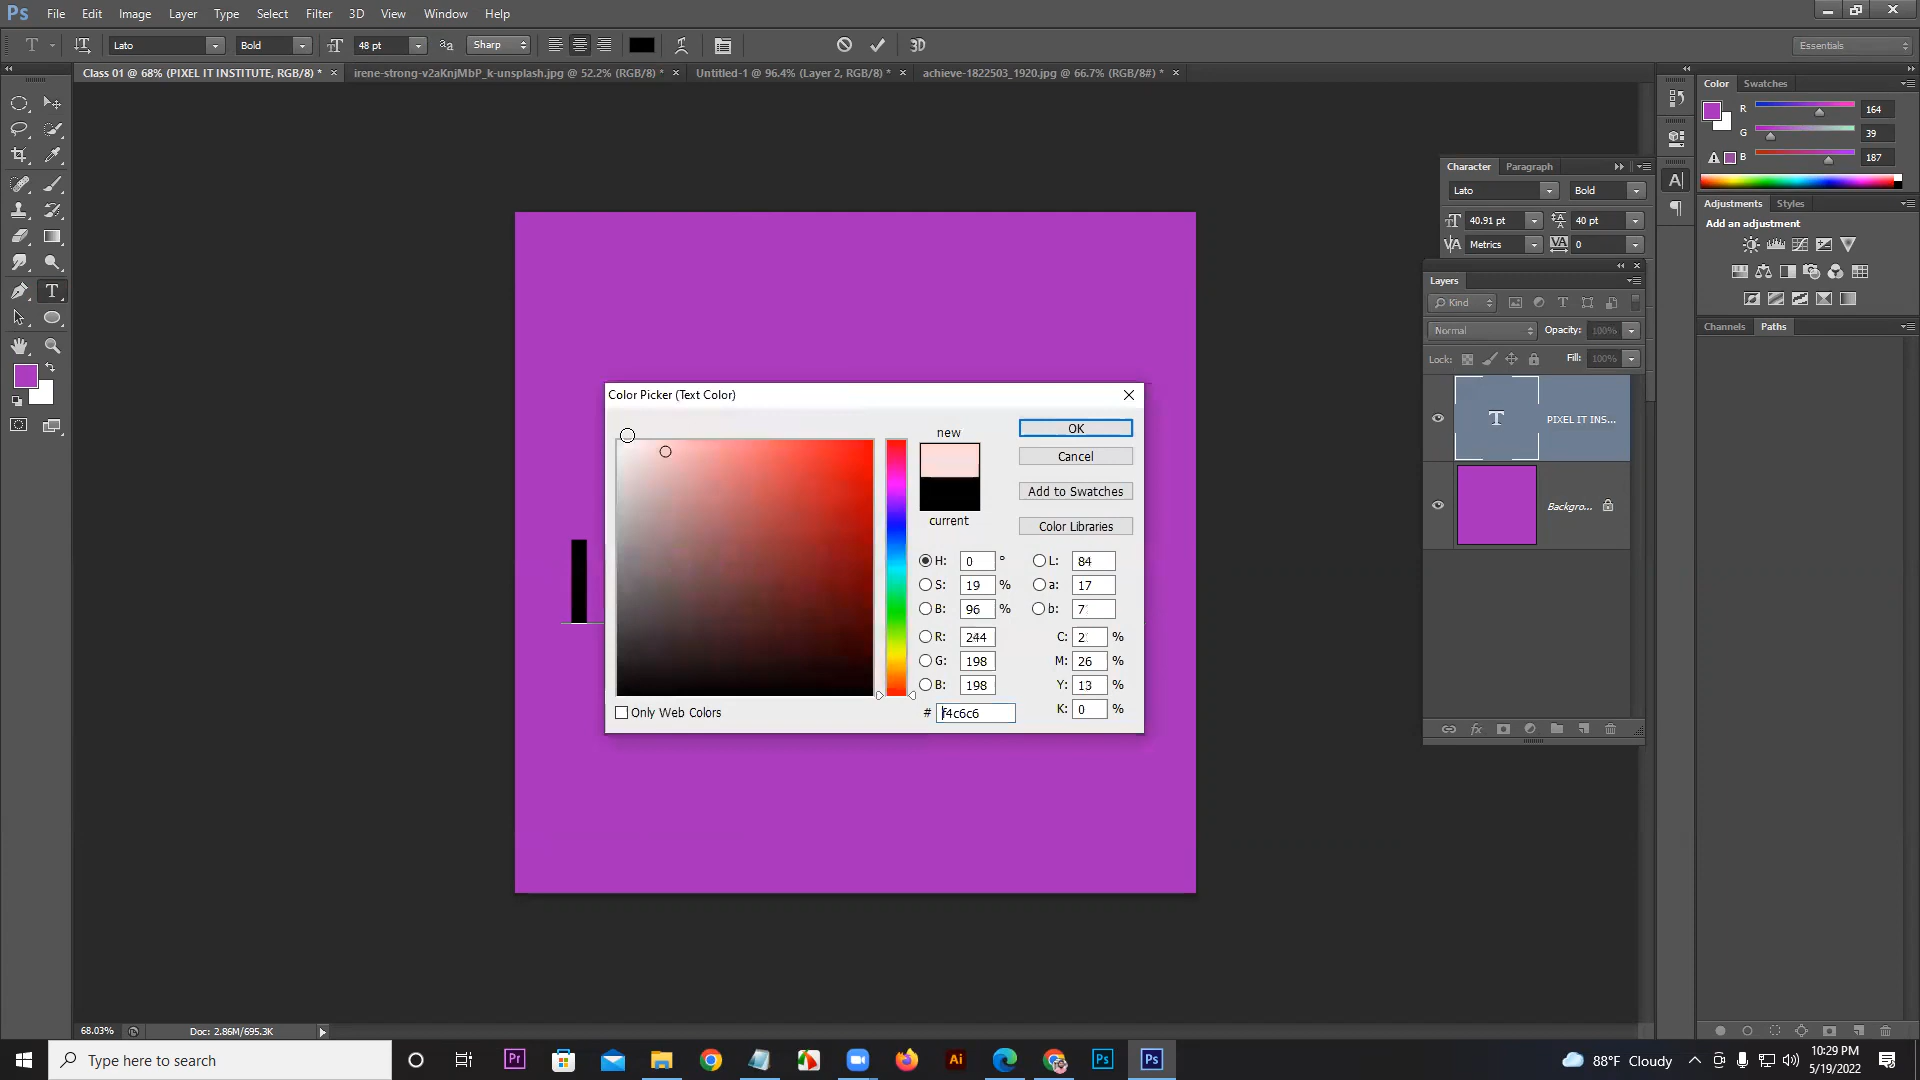 Ps File Edit Image Layer Type Select Filter 3D View Window Help
T Lato Bold 48 pt aa Sharp 3D Essentials
Class 01 @ 68% (PIXEL IT INSTITUTE, RGB/8) * × irene-strong-v2aKnjMbP_k-unsplash.jpg @ 52.2% (RGB/8) * × Untitled-1 @ 96.4% (Layer 2, RGB/8) * × achieve-1822503_1920.jpg @ 66.7% (RGB/8#) * ×
Color Swatches
R 164
G 39
B 187
Character Paragraph
Lato Bold
40.91 pt 40 pt
Metrics 0
Adjustments Styles
Add an adjustment
Layers
Kind
Normal Opacity: 100%
Lock: Fill: 100%
T PIXEL IT INS...
Backgro...
Channels Paths
Color Picker (Text Color)
new
current
OK
Cancel
Add to Swatches
Color Libraries
H: 0 °
S: 19 %
B: 96 %
R: 244
G: 198
B: 198
L: 84
a: 17
b: 7
C: 2 %
M: 26 %
Y: 13 %
K: 0 %
Only Web Colors
# f4c6c6
68.03% Doc: 2.86M/695.3K
Type here to search
Pr Ai Ps Ps
88°F Cloudy
10:29 PM
5/19/2022